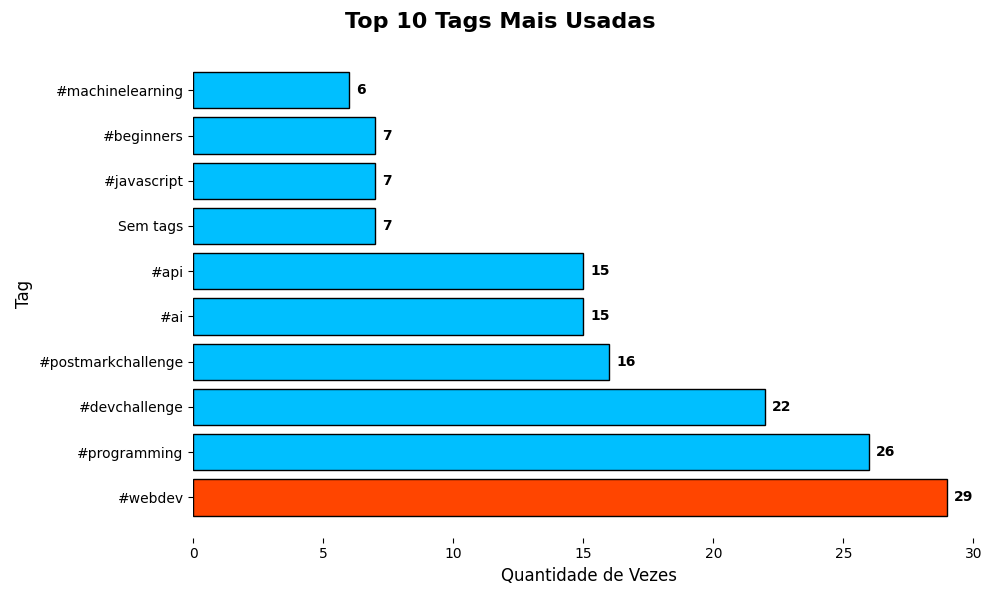 Top 10 Tags Mais Usadas
#machinelearning 6
#beginners 7
#javascript 7
Sem tags 7
#api 15
Tag
#ai 15
#postmarkchallenge 16
#devchallenge 22
#programming 26
#webdev 29
0 5 10 15 20 25 30
Quantidade de Vezes